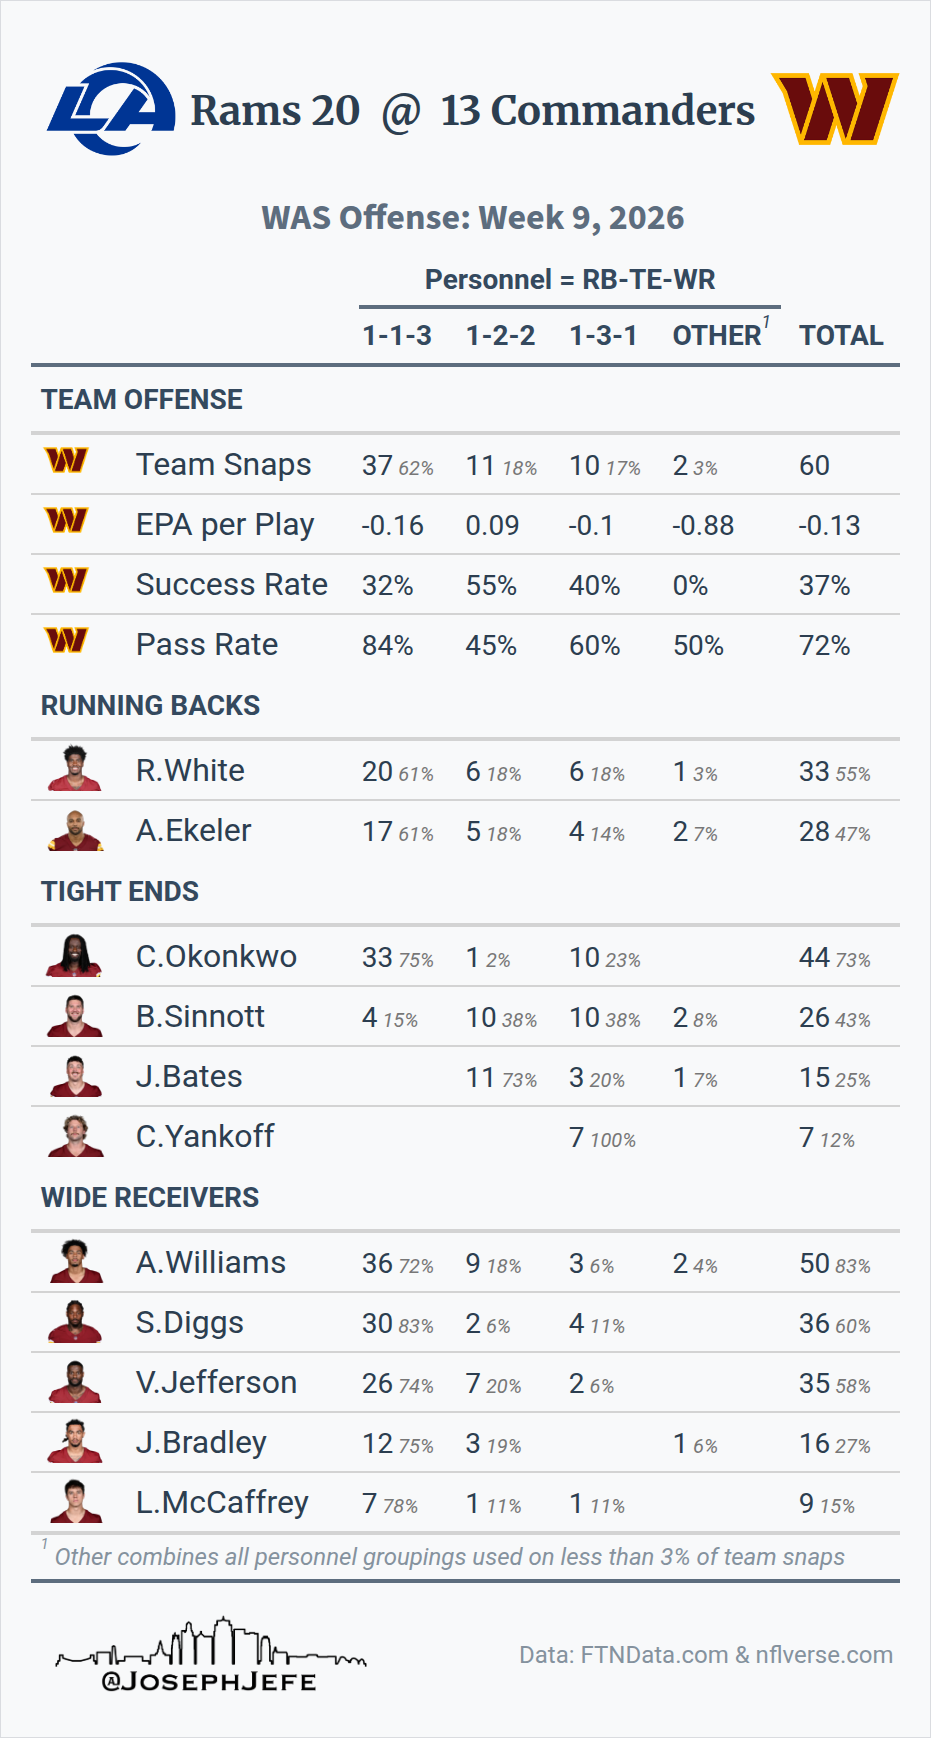 LA Rams 20 @ 13 Commanders W
WAS Offense: Week 9, 2026
Personnel = RB-TE-WR
1-1-3 1-2-2 1-3-1 OTHER¹ TOTAL
TEAM OFFENSE
W Team Snaps 37 62% 11 18% 10 17% 2 3% 60
W EPA per Play -0.16 0.09 -0.1 -0.88 -0.13
W Success Rate 32% 55% 40% 0% 37%
W Pass Rate 84% 45% 60% 50% 72%
RUNNING BACKS
R.White 20 61% 6 18% 6 18% 1 3% 33 55%
A.Ekeler 17 61% 5 18% 4 14% 2 7% 28 47%
TIGHT ENDS
C.Okonkwo 33 75% 1 2% 10 23% 44 73%
B.Sinnott 4 15% 10 38% 10 38% 2 8% 26 43%
J.Bates 11 73% 3 20% 1 7% 15 25%
C.Yankoff 7 100% 7 12%
WIDE RECEIVERS
A.Williams 36 72% 9 18% 3 6% 2 4% 50 83%
S.Diggs 30 83% 2 6% 4 11% 36 60%
V.Jefferson 26 74% 7 20% 2 6% 35 58%
J.Bradley 12 75% 3 19% 1 6% 16 27%
L.McCaffrey 7 78% 1 11% 1 11% 9 15%
¹ Other combines all personnel groupings used on less than 3% of team snaps
@JosephJefe
Data: FTNData.com & nflverse.com